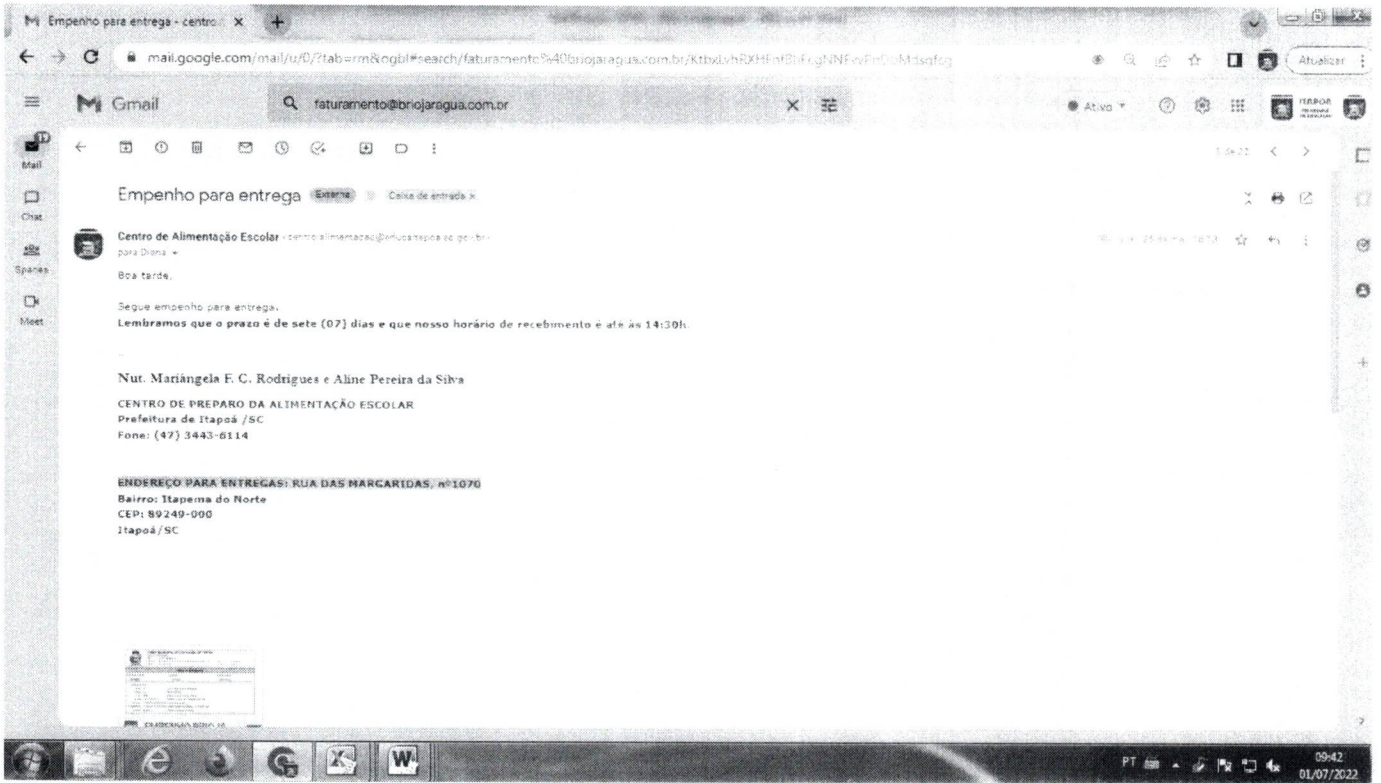 Empenho para entrega - centro
mail.google.com/mail/u/0/?tab=rm&ogbl#search/faturamento%40briojaragua.com.br/
Atualizar
Gmail
faturamento@briojaragua.com.br
Ativo
Mail
Chat
Spaces
Meet
1 de 22
Empenho para entrega Externa Caixa de entrada x
Centro de Alimentação Escolar
para Diana
Boa tarde,
Segue empenho para entrega.
Lembramos que o prazo é de sete (07) dias e que nosso horário de recebimento é até às 14:30h.
--
Nut. Mariângela F. C. Rodrigues e Aline Pereira da Silva
CENTRO DE PREPARO DA ALIMENTAÇÃO ESCOLAR
Prefeitura de Itapoá /SC
Fone: (47) 3443-6114
ENDEREÇO PARA ENTREGAS: RUA DAS MARGARIDAS, nº1070
Bairro: Itapema do Norte
CEP: 89249-000
Itapoá/SC
PT
09:42
01/07/2022